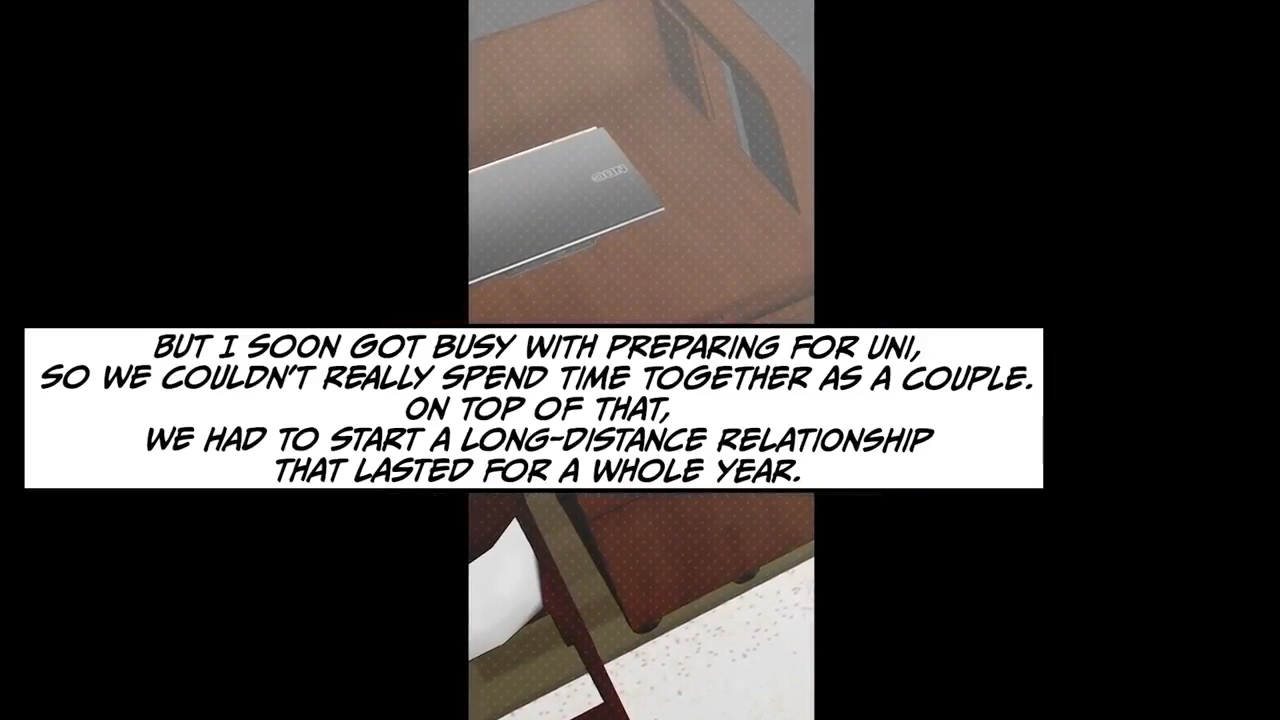 BUT I SOON GOT BUSY WITH PREPARING FOR UNI,
SO WE COULDN'T REALLY SPEND TIME TOGETHER AS A COUPLE.
ON TOP OF THAT,
WE HAD TO START A LONG-DISTANCE RELATIONSHIP
THAT LASTED FOR A WHOLE YEAR.